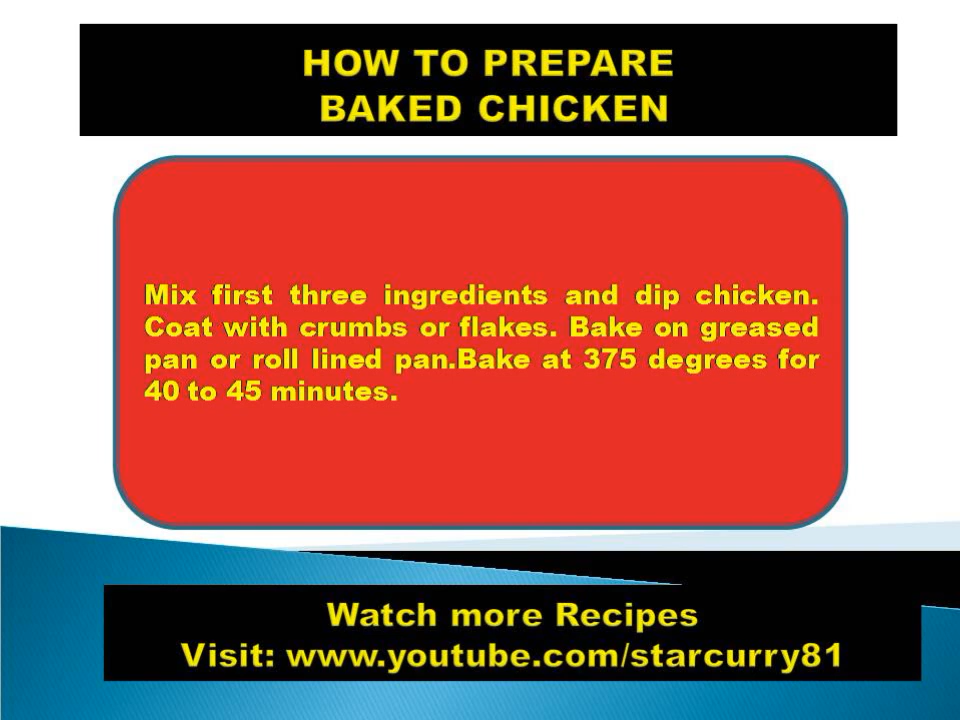 HOW TO PREPARE
BAKED CHICKEN
Mix first three ingredients and dip chicken.
Coat with crumbs or flakes. Bake on greased
pan or roll lined pan.Bake at 375 degrees for
40 to 45 minutes.
Watch more Recipes
Visit: www.youtube.com/starcurry81